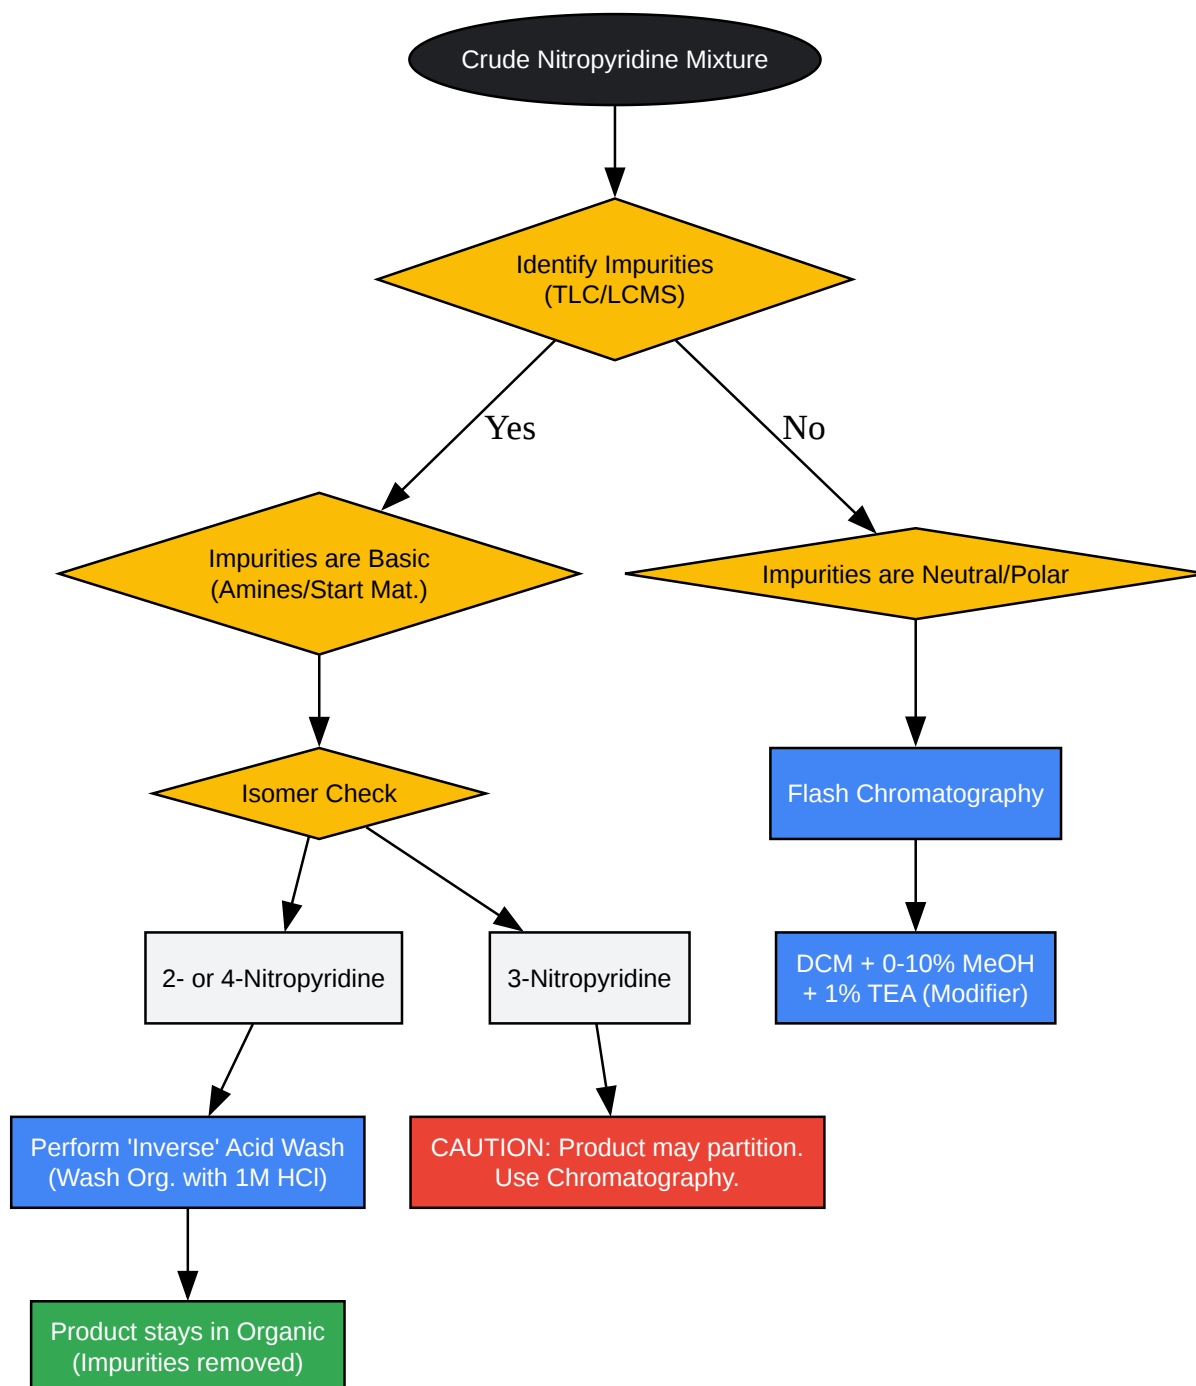 Crude Nitropyridine Mixture
Identify Impurities
(TLC/LCMS)
Yes
No
Impurities are Basic
(Amines/Start Mat.)
Impurities are Neutral/Polar
Isomer Check
Flash Chromatography
2- or 4-Nitropyridine
3-Nitropyridine
DCM + 0-10% MeOH
+ 1% TEA (Modifier)
Perform 'Inverse' Acid Wash
(Wash Org. with 1M HCl)
CAUTION: Product may partition.
Use Chromatography.
Product stays in Organic
(Impurities removed)